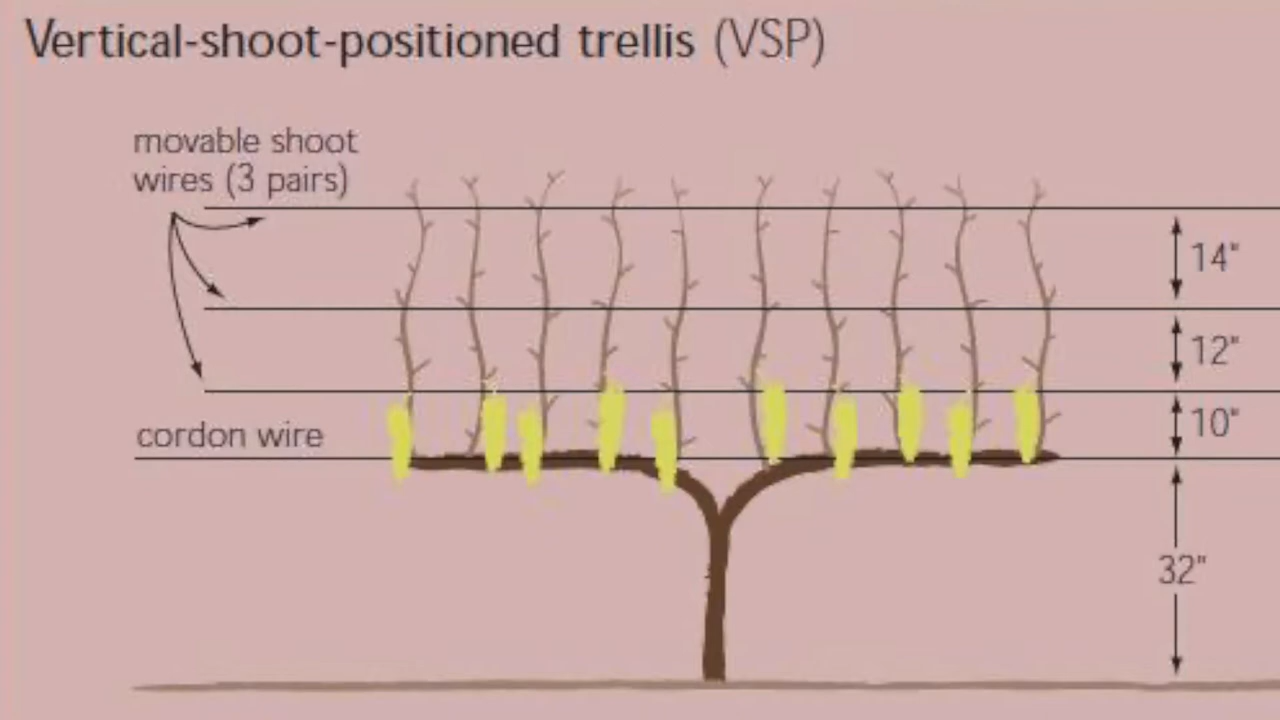 Vertical-shoot-positioned trellis (VSP)
movable shoot
wires (3 pairs)
14"
12"
10"
cordon wire
32"